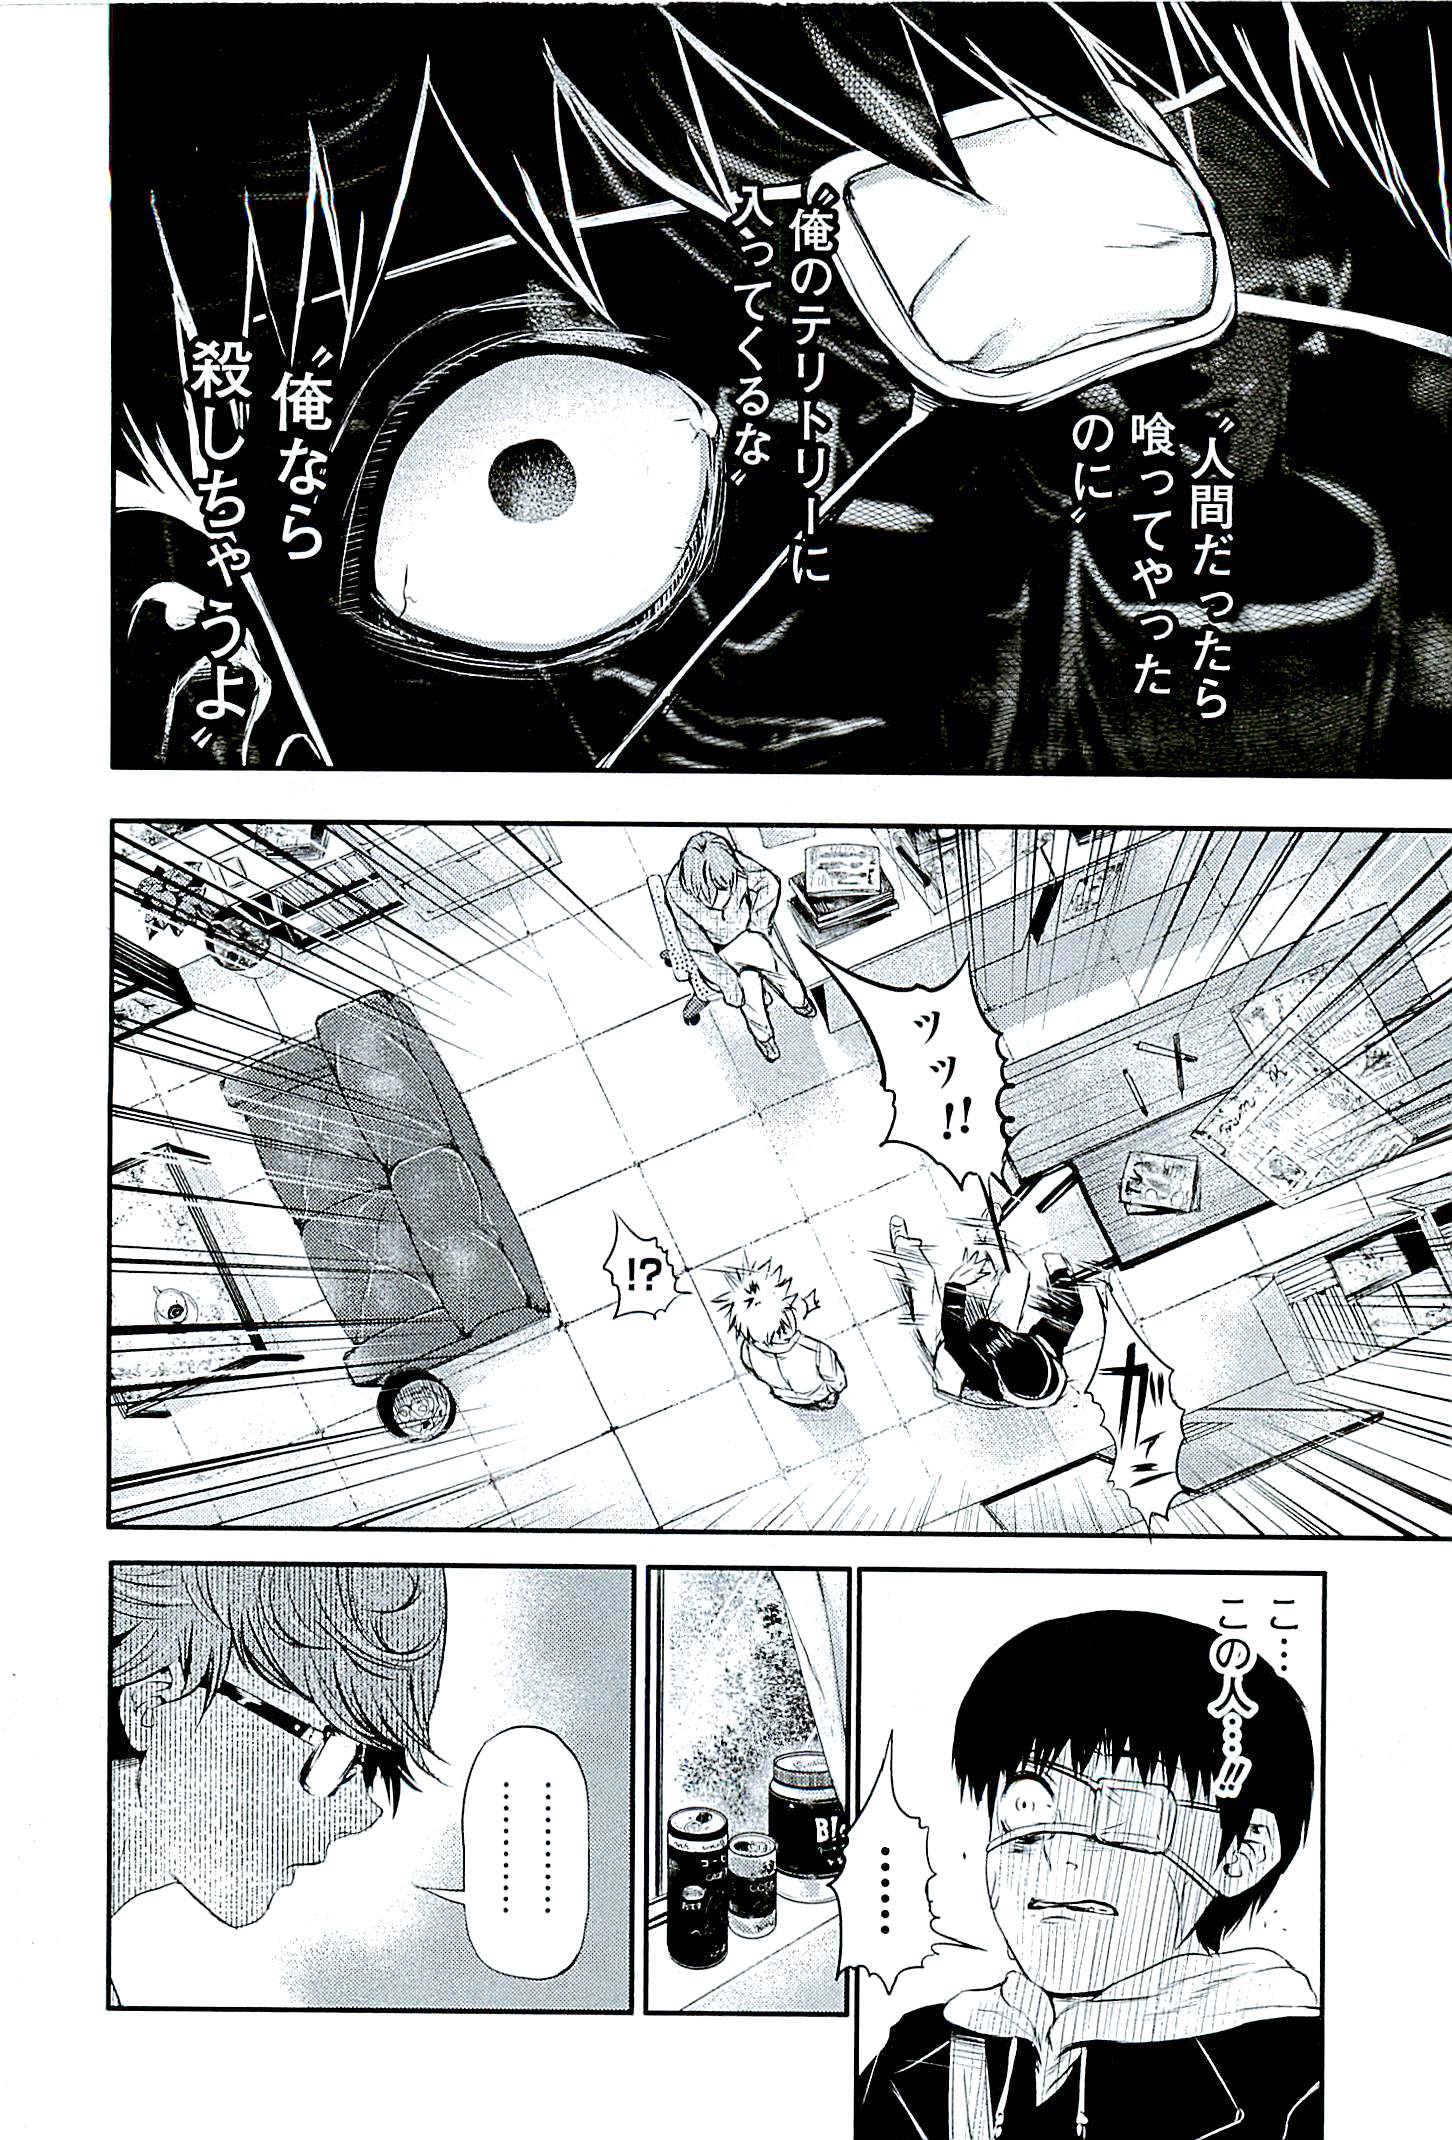 〝人間だったら
喰ってやった
のに〟
〝俺のテリトリーに
入ってくるな〟
〝俺なら
殺しちゃうよ〟
ッ
ッ!!
!?
ガァ
こ…
この人…!!
………
…………
…………